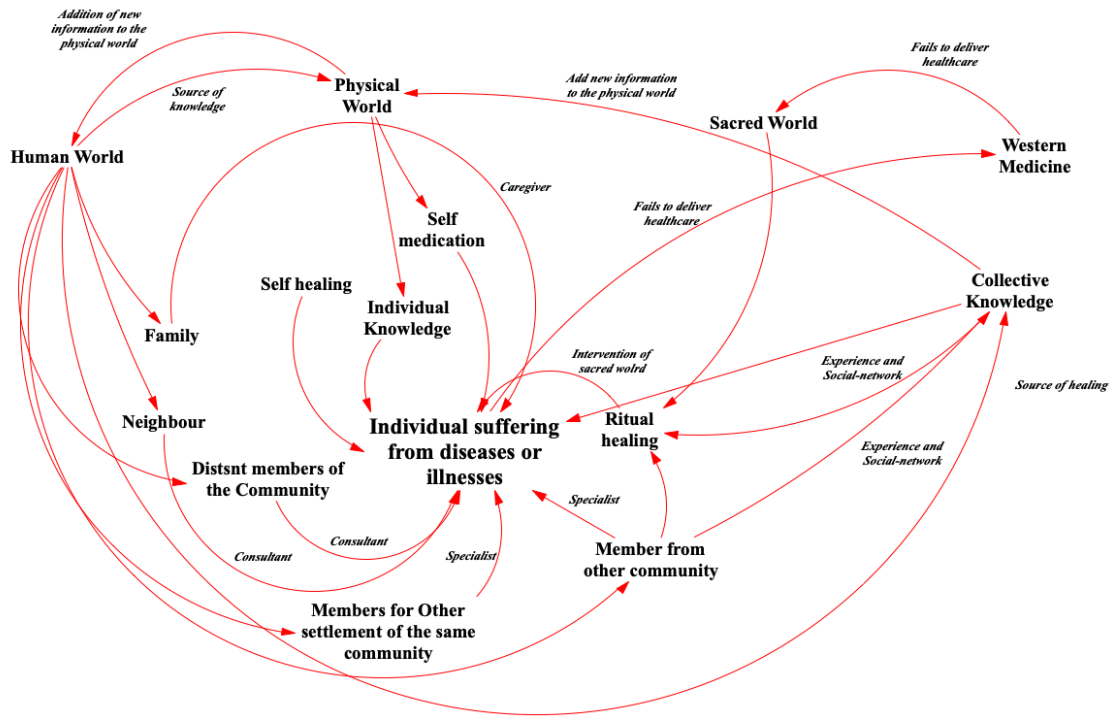 Addition of new
information to the
physical world
Fails to deliver
healthcare
Source of
knowledge
Physical
World
Add new information
to the physical world
Sacred World
Western
Medicine
Human World
Caregiver
Self
medication
Fails to deliver
healthcare
Self healing
Individual
Knowledge
Collective
Knowledge
Family
Intervention of
sacred wolrd
Experience and
Social-network
Source of healing
Neighbour
Individual suffering
from diseases or
illnesses
Ritual
healing
Distsnt members of
the Community
Experience and
Social-network
Specialist
Consultant
Consultant
Specialist
Member from
other community
Members for Other
settlement of the same
community